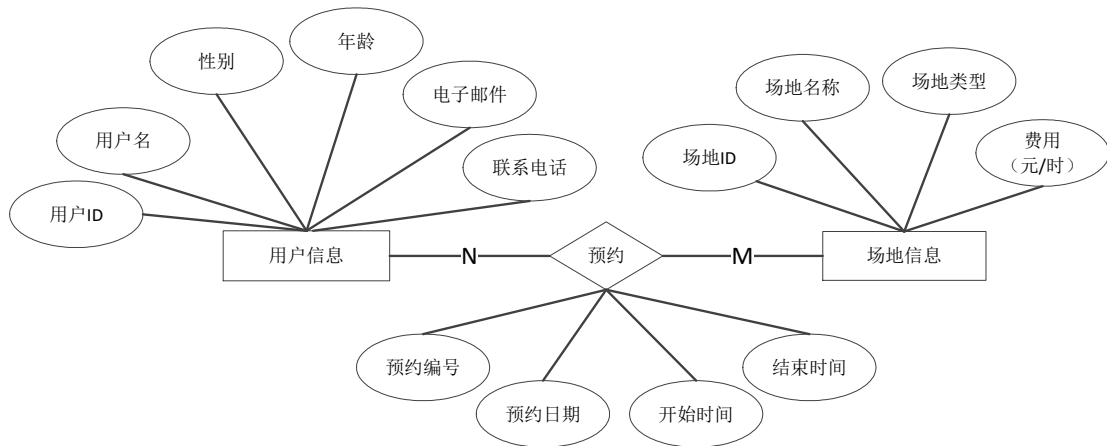 年龄
性别
电子邮件
用户名
联系电话
用户ID
场地名称
场地类型
场地ID
费用
（元/时）
用户信息
N
预约
M
场地信息
预约编号
结束时间
预约日期
开始时间